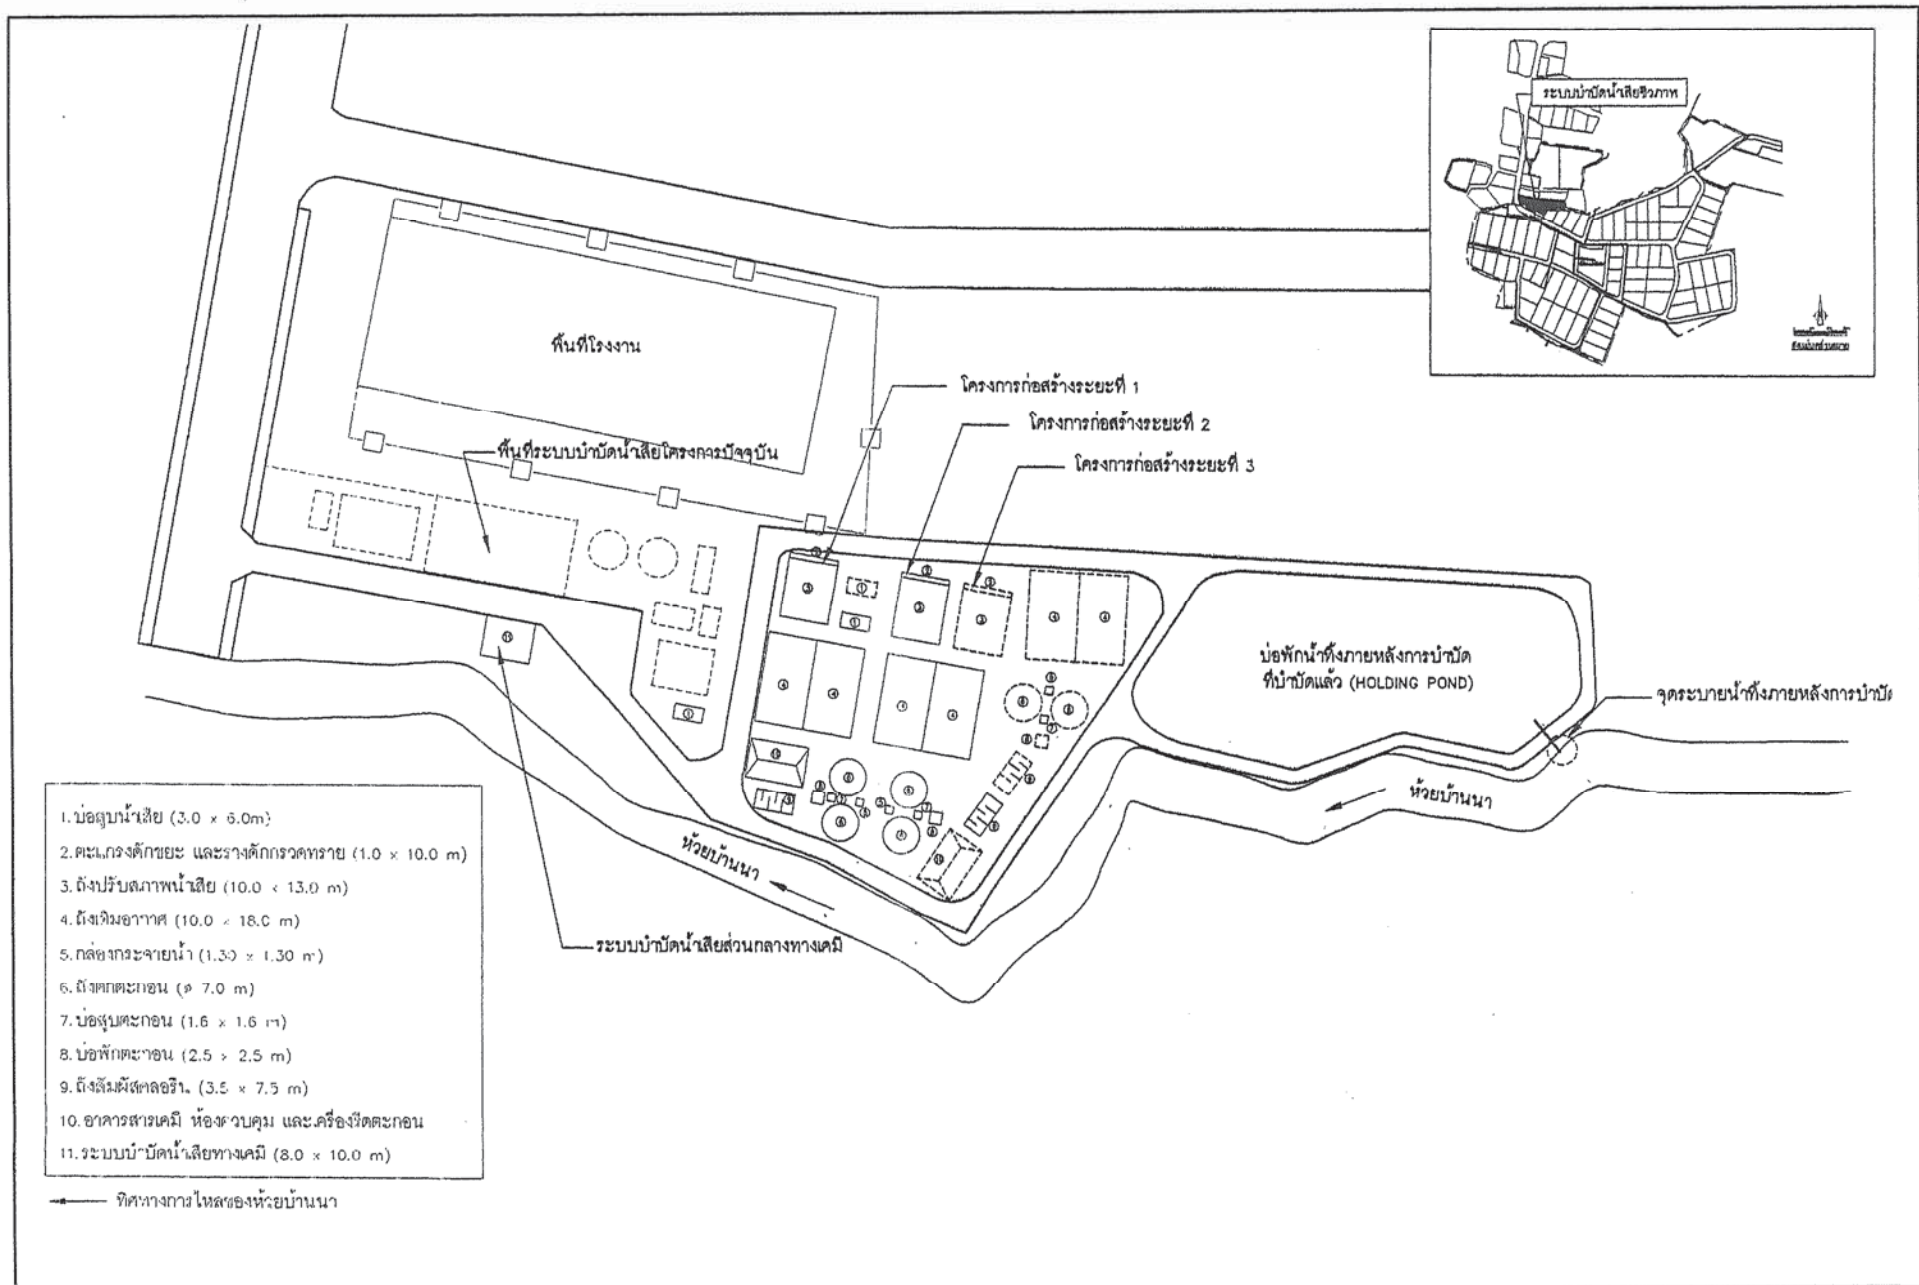 ระบบบำบัดน้ำเสียชีวภาพ
พื้นที่โรงงาน
โครงการก่อสร้างระยะที่ 1
โครงการก่อสร้างระยะที่ 2
โครงการก่อสร้างระยะที่ 3
พื้นที่ระบบบำบัดน้ำเสียโครงการปัจจุบัน
บ่อพักน้ำทิ้งภายหลังการบำบัด
ที่บำบัดแล้ว (HOLDING POND)
จุดระบายน้ำทิ้งภายหลังการบำบัด
ห้วยบ้านนา
ห้วยบ้านนา
ระบบบำบัดน้ำเสียส่วนกลางทางเคมี
1. บ่อสูบน้ำเสีย (3.0 x 6.0m)
2. ตะแกรงดักขยะ และรางดักกรวดทราย (1.0 x 10.0 m)
3. ถังปรับสภาพน้ำเสีย (10.0 x 13.0 m)
4. ถังเติมอากาศ (10.0 x 18.0 m)
5. กล่องกระจายน้ำ (1.30 x 1.30 m)
6. ถังตกตะกอน (ø 7.0 m)
7. บ่อสูบตะกอน (1.6 x 1.6 m)
8. บ่อพักตะกอน (2.5 x 2.5 m)
9. ถังสัมผัสคลอรีน (3.5 x 7.5 m)
10. อาคารสารเคมี ห้องควบคุม และเครื่องรีดตะกอน
11. ระบบบำบัดน้ำเสียทางเคมี (8.0 x 10.0 m)
ทิศทางการไหลของห้วยบ้านนา